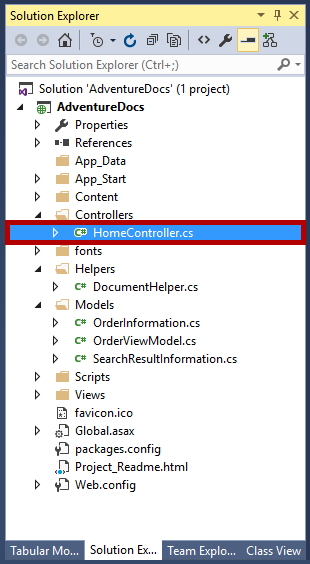 Solution Explorer
Search Solution Explorer (Ctrl+;)
Solution 'AdventureDocs' (1 project)
AdventureDocs
Properties
References
App_Data
App_Start
Content
Controllers
C# HomeController.cs
fonts
Helpers
C# DocumentHelper.cs
Models
C# OrderInformation.cs
C# OrderViewModel.cs
C# SearchResultInformation.cs
Scripts
Views
favicon.ico
Global.asax
packages.config
Project_Readme.html
Web.config
Tabular Mo... Solution Ex... Team Explo... Class View